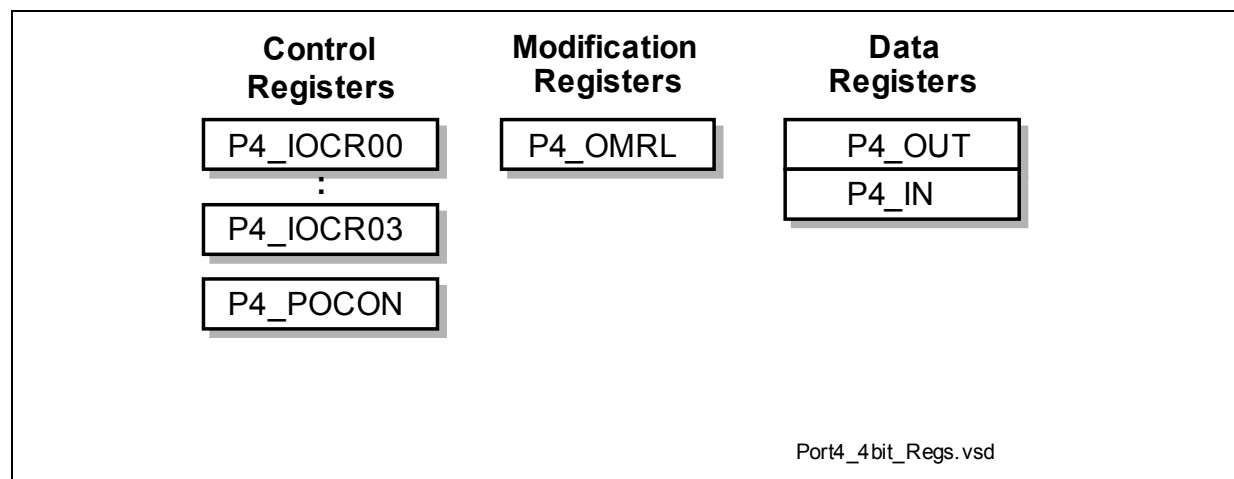 Control
Registers
P4_IOCR00
:
P4_IOCR03
P4_POCON
Modification
Registers
P4_OMRL
Data
Registers
P4_OUT
P4_IN
Port4_4bit_Regs.vsd